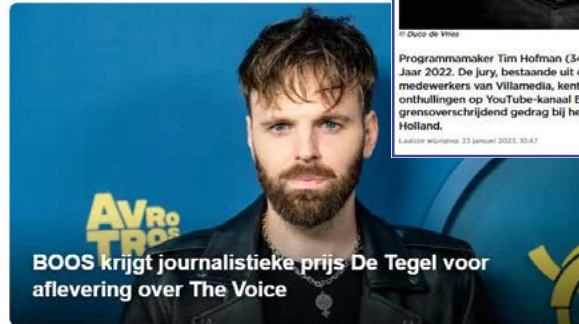 © Duco de Vries
Programmamaker Tim Hofman (34
Jaar 2022. De jury, bestaande uit
medewerkers van Villamedia, kent
onthullingen op YouTube-kanaal B
grensoverschrijdend gedrag bij he
Holland.
Laatste wijziging: 23 januari 2023, 10:47
AVRO
TROS
BOOS krijgt journalistieke prijs De Tegel voor
aflevering over The Voice